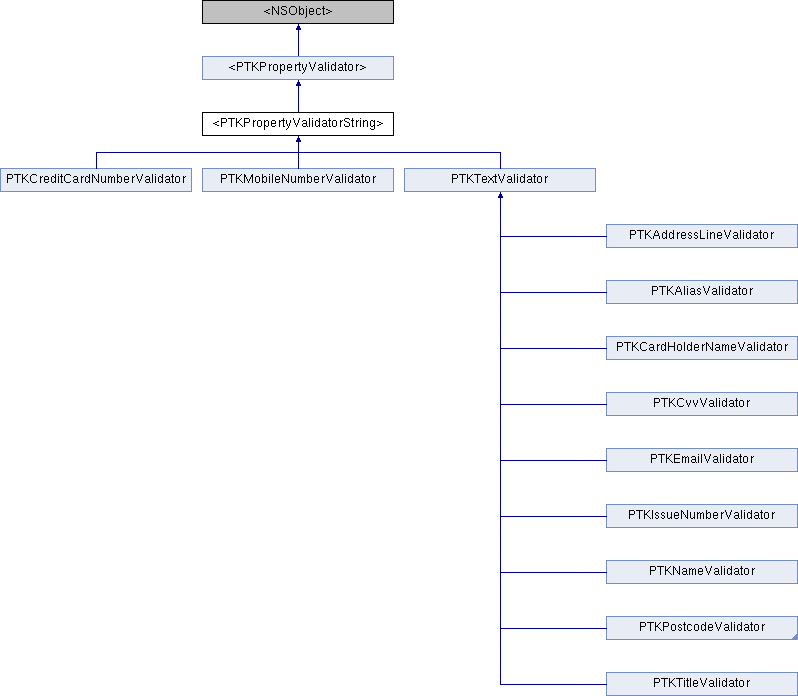 <NSObject>
<PTKPropertyValidator>
<PTKPropertyValidatorString>
PTKCreditCardNumberValidator
PTKMobileNumberValidator
PTKTextValidator
PTKAddressLineValidator
PTKAliasValidator
PTKCardHolderNameValidator
PTKCvvValidator
PTKEmailValidator
PTKIssueNumberValidator
PTKNameValidator
PTKPostcodeValidator
PTKTitleValidator